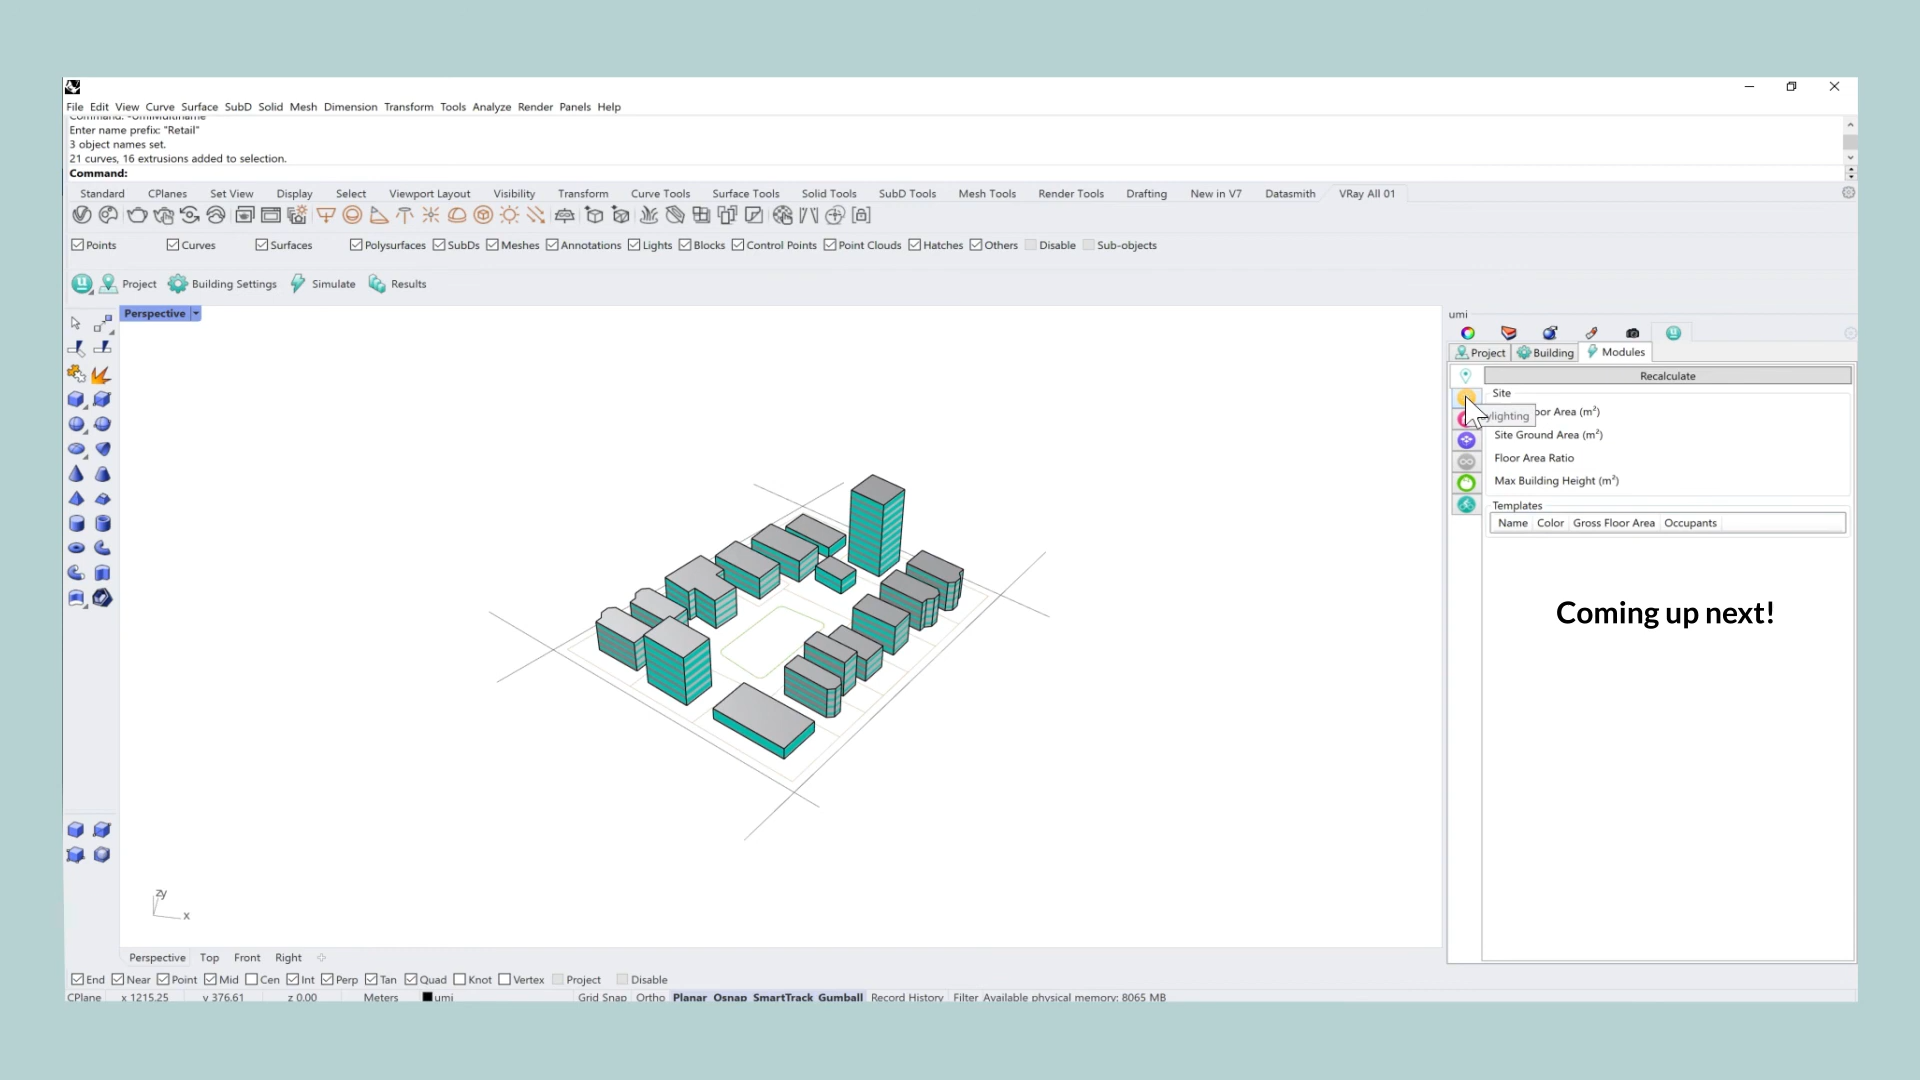 File Edit View Curve Surface SubD Solid Mesh Dimension Transform Tools Analyze Render Panels Help
Command: -UmiMultiname
Enter name prefix: "Retail"
3 object names set.
21 curves, 16 extrusions added to selection.
Command:
Standard CPlanes Set View Display Select Viewport Layout Visibility Transform Curve Tools Surface Tools Solid Tools SubD Tools Mesh Tools Render Tools Drafting New in V7 Datasmith VRay All 01
Points Curves Surfaces Polysurfaces SubDs Meshes Annotations Lights Blocks Control Points Point Clouds Hatches Others Disable Sub-objects
Project Building Settings Simulate Results
Perspective
umi
Project Building Modules
Recalculate
Site
oor Area (m²)
ylighting
Site Ground Area (m²)
Floor Area Ratio
Max Building Height (m²)
Templates
Name Color Gross Floor Area Occupants
Coming up next!
zy
x
Perspective Top Front Right
End Near Point Mid Cen Int Perp Tan Quad Knot Vertex Project Disable
CPlane x 1215.25 y 376.61 z 0.00 Meters umi Grid Snap Ortho Planar Osnap SmartTrack Gumball Record History Filter Available physical memory: 8065 MB